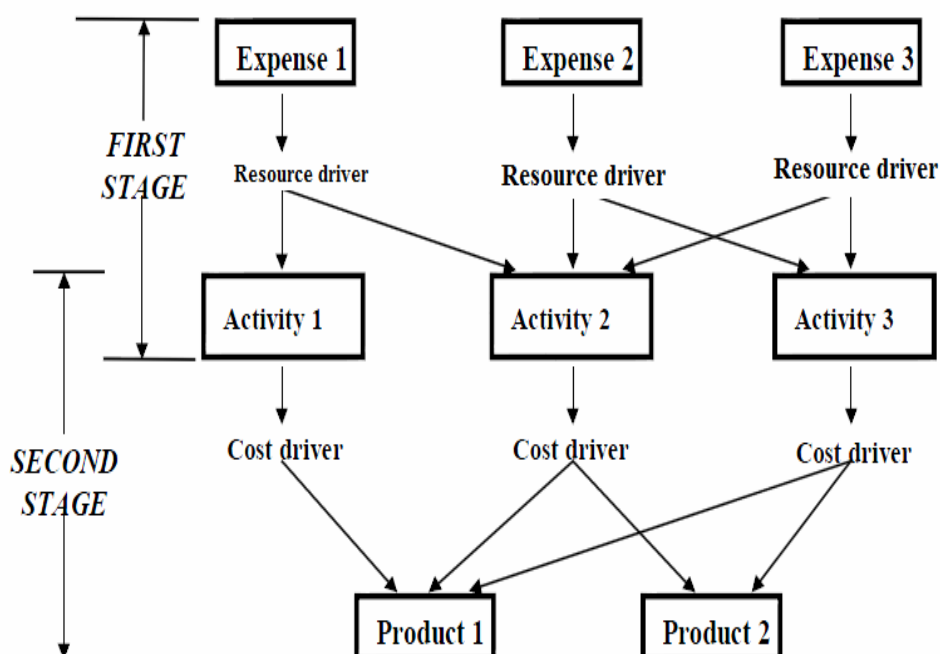 Expense 1
Expense 2
Expense 3
FIRST
STAGE
Resource driver
Resource driver
Resource driver
Activity 1
Activity 2
Activity 3
SECOND
STAGE
Cost driver
Cost driver
Cost driver
Product 1
Product 2